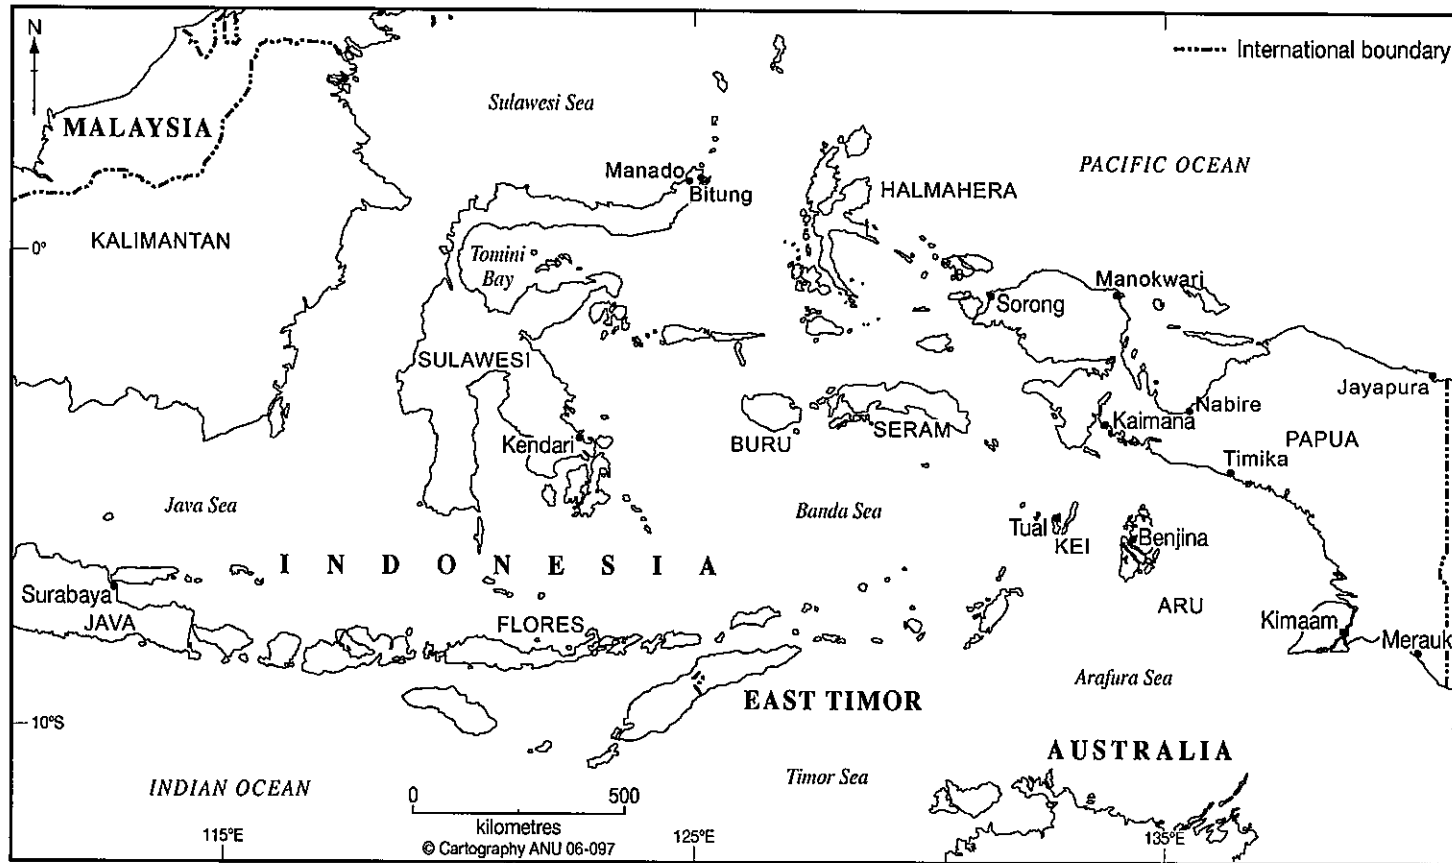 N
International boundary
Sulawesi Sea
MALAYSIA
Manado
Bitung
PACIFIC OCEAN
HALMAHERA
KALIMANTAN
0°
Tomini
Bay
Manokwari
Sorong
SULAWESI
Jayapura
Nabire
Kaimana
BURU
SERAM
PAPUA
Kendari
Timika
Java Sea
Banda Sea
Tual
KEI
Benjina
INDONESIA
Surabaya
JAVA
FLORES
ARU
Kimaam
Merauk
Arafura Sea
EAST TIMOR
10°S
AUSTRALIA
Timor Sea
INDIAN OCEAN
0 500
kilometres
© Cartography ANU 06-097
115°E
125°E
135°E